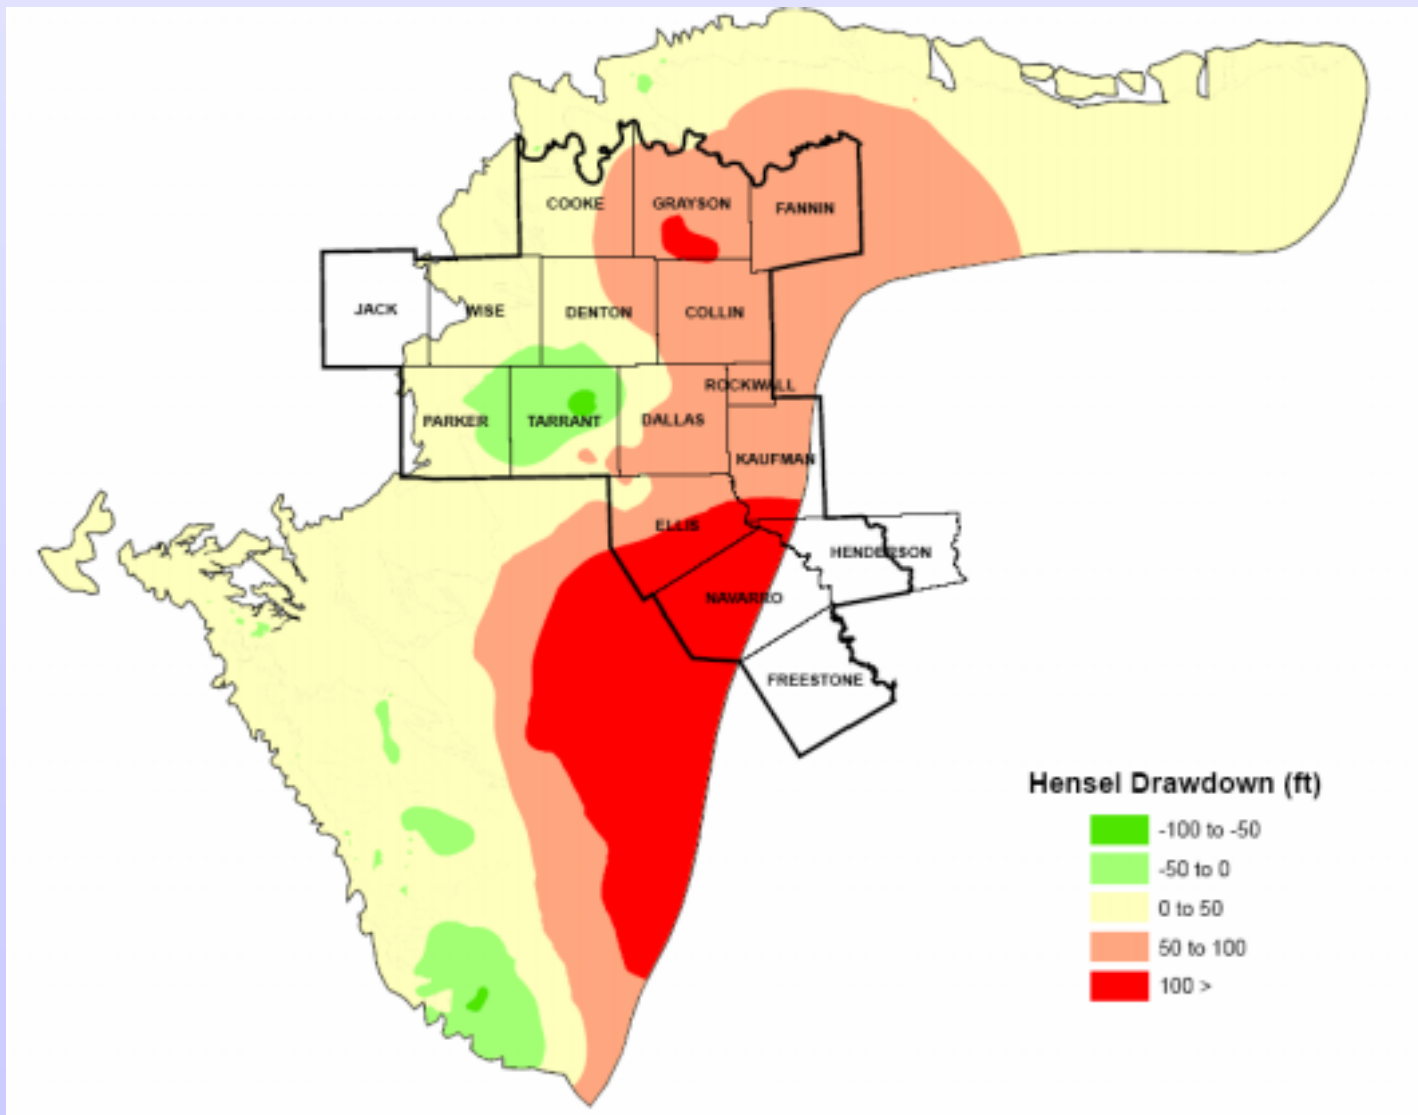 COOKE
GRAYSON
FANNIN
JACK
WISE
DENTON
COLLIN
ROCKWALL
PARKER
TARRANT
DALLAS
KAUFMAN
ELLIS
HENDERSON
NAVARRO
FREESTONE
Hensel Drawdown (ft)
-100 to -50
-50 to 0
0 to 50
50 to 100
100 >